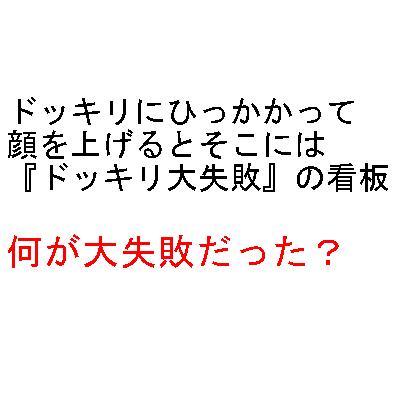 ドッキリにひっかかって
顔を上げるとそこには
『ドッキリ大失敗』の看板
何が大失敗だった？